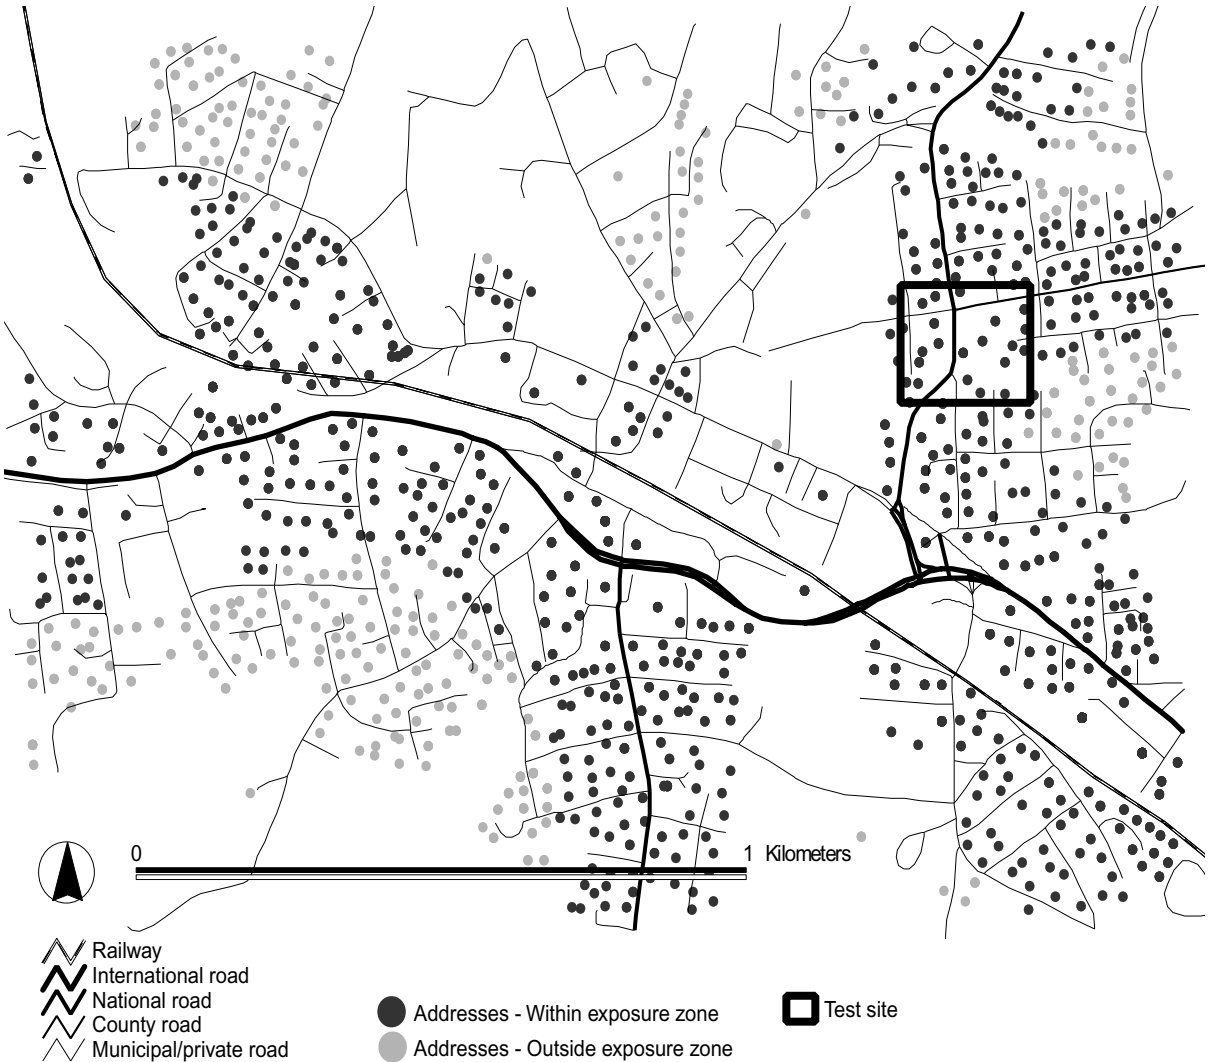 0 1 Kilometers
Railway
International road
National road
County road
Municipal/private road
Addresses - Within exposure zone
Addresses - Outside exposure zone
Test site